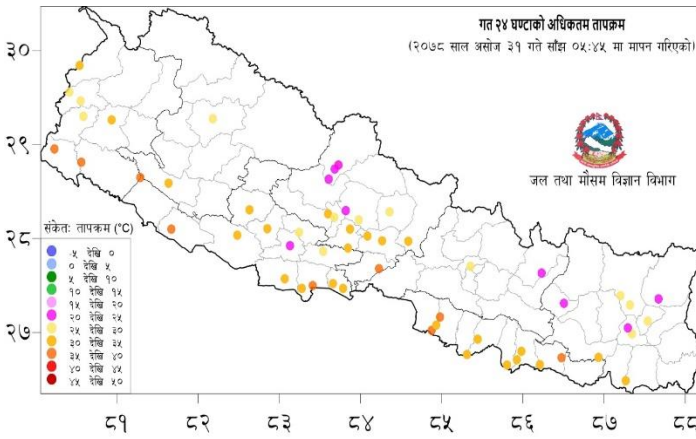 गत २४ घण्टाको अधिकतम तापक्रम
(२०७८ साल असोज ३१ गते साँझ ०५:४५ मा मापन गरिएको)
३०
२९
जल तथा मौसम विज्ञान विभाग
२८
संकेतः तापक्रम (°C)
-५ देखि ०
० देखि ५
५ देखि १०
१० देखि १५
१५ देखि २०
२० देखि २५
२५ देखि ३०
३० देखि ३५
३५ देखि ४०
४० देखि ४५
४५ देखि ५०
२७
८१ ८२ ८३ ८४ ८५ ८६ ८७ ८८